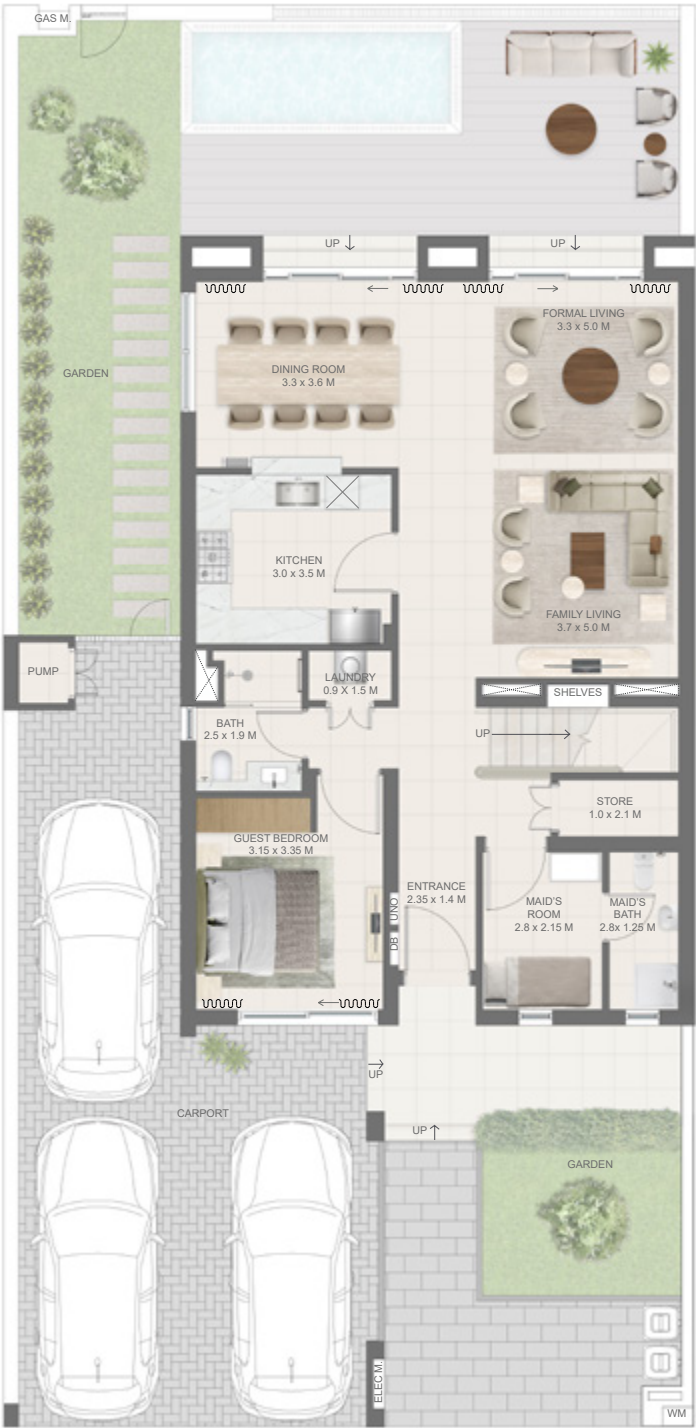 GAS M.
UP
UP
FORMAL LIVING
3.3 x 5.0 M
DINING ROOM
3.3 x 3.6 M
GARDEN
KITCHEN
3.0 x 3.5 M
FAMILY LIVING
3.7 x 5.0 M
PUMP
LAUNDRY
0.9 X 1.5 M
SHELVES
BATH
2.5 x 1.9 M
UP
STORE
1.0 x 2.1 M
GUEST BEDROOM
3.15 x 3.35 M
ENTRANCE
2.35 x 1.4 M
UNO
DB
MAID'S
ROOM
2.8 x 2.15 M
MAID'S
BATH
2.8x 1.25 M
UP
CARPORT
UP
GARDEN
ELEC M.
WM